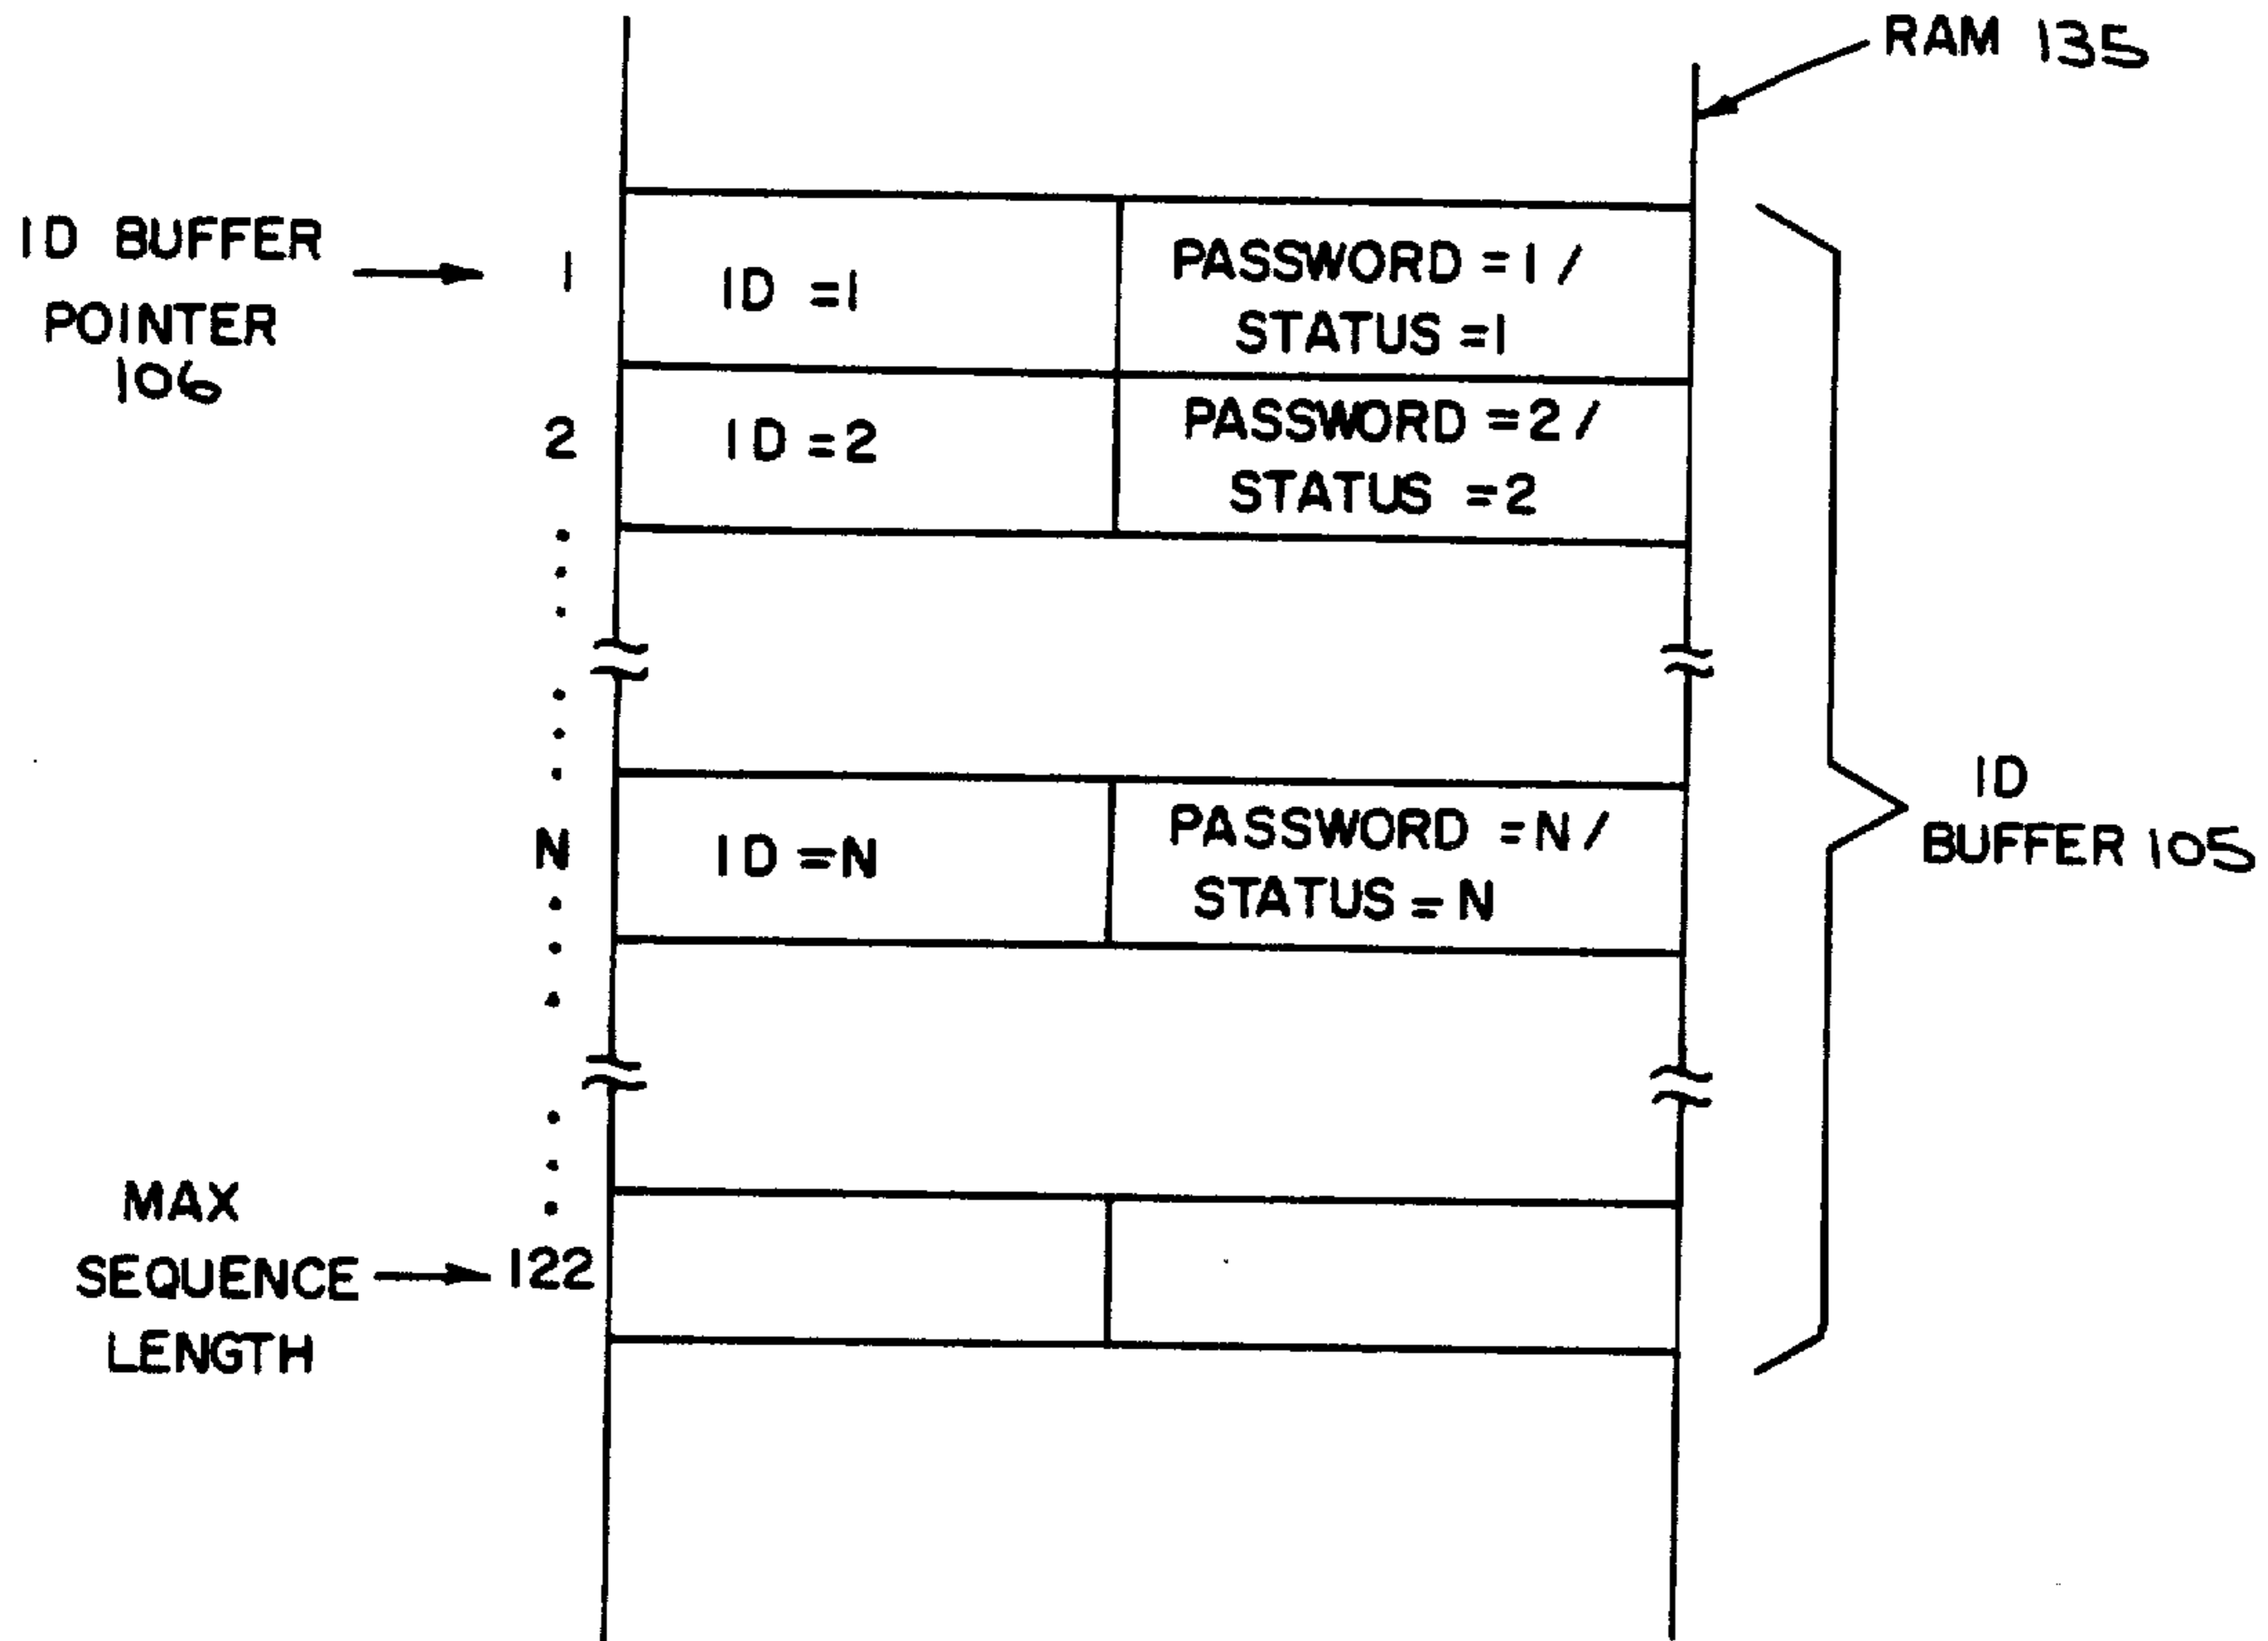 RAM 135
ID BUFFER
POINTER
106
1
ID =1
PASSWORD =1 /
STATUS =1
2
ID =2
PASSWORD =2 /
STATUS =2
N
ID =N
PASSWORD =N /
STATUS =N
ID
BUFFER 105
MAX
SEQUENCE
LENGTH
122